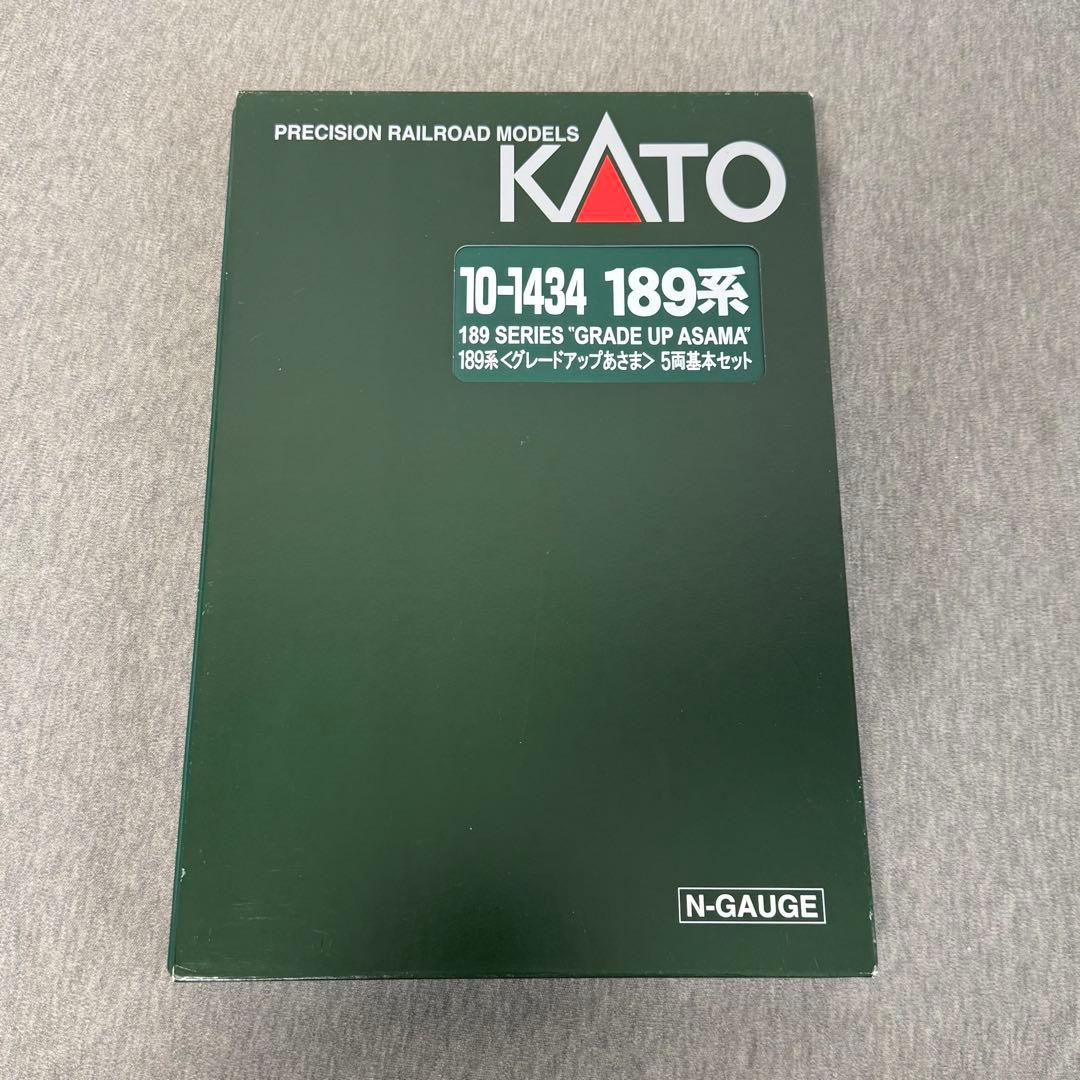 PRECISION RAILROAD MODELS
KATO
10-1434 189系
189 SERIES "GRADE UP ASAMA"
189系<グレードアップあさま> 5両基本セット
N-GAUGE